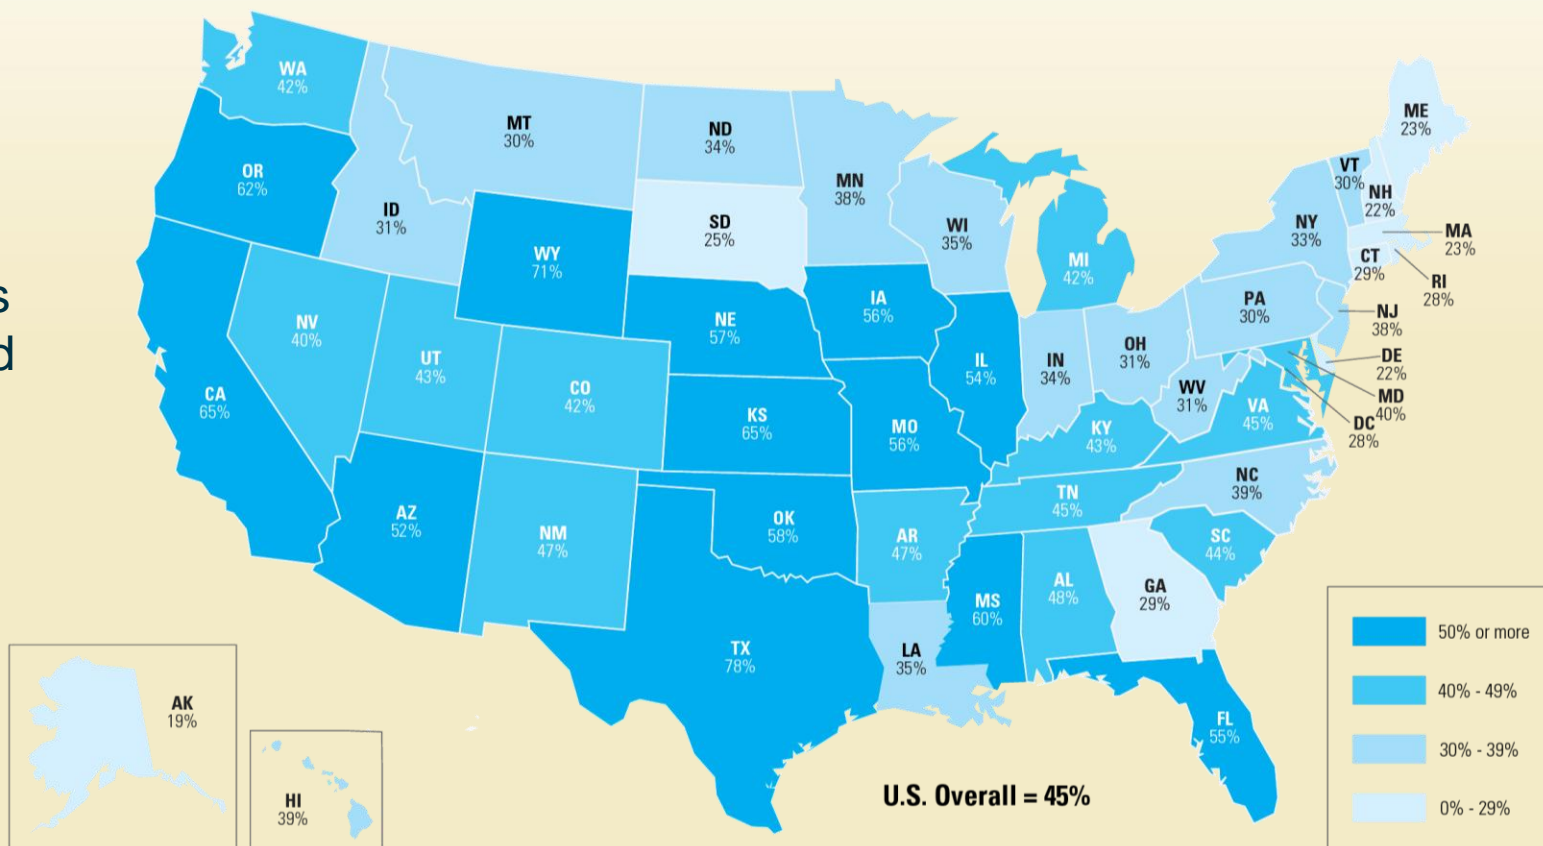 s
d
WA
42%
OR
62%
CA
65%
NV
40%
ID
31%
MT
30%
WY
71%
UT
43%
CO
42%
AZ
52%
NM
47%
ND
34%
SD
25%
NE
57%
KS
65%
OK
58%
TX
78%
MN
38%
IA
56%
MO
56%
AR
47%
LA
35%
WI
35%
IL
54%
MI
42%
IN
34%
OH
31%
KY
43%
TN
45%
MS
60%
AL
48%
GA
29%
FL
55%
SC
44%
NC
39%
VA
45%
WV
31%
PA
30%
NY
33%
VT
30%
NH
22%
ME
23%
MA
23%
CT
29%
RI
28%
NJ
38%
DE
22%
MD
40%
DC
28%
AK
19%
HI
39%
U.S. Overall = 45%
50% or more
40% - 49%
30% - 39%
0% - 29%